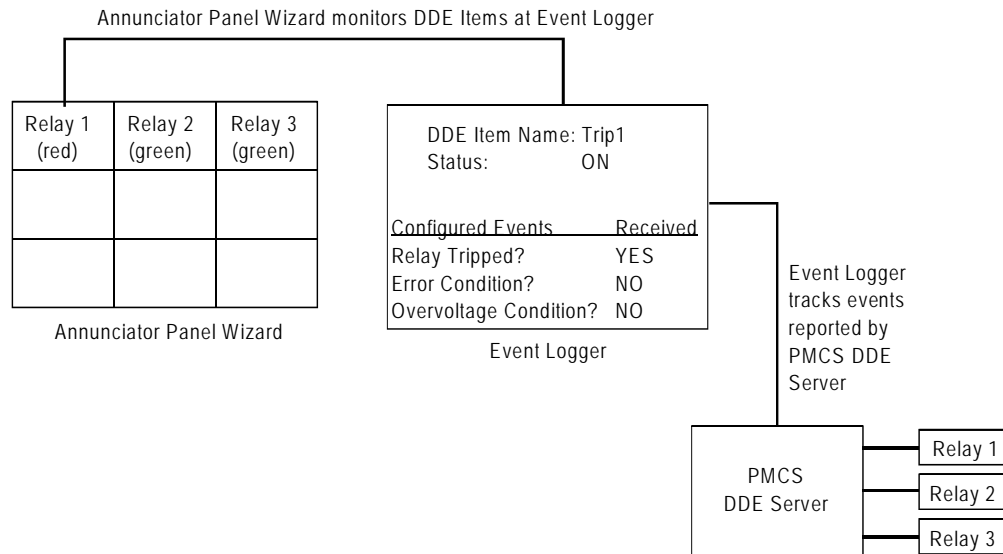 Annunciator Panel Wizard monitors DDE Items at Event Logger
Relay 1
(red)
Relay 2
(green)
Relay 3
(green)
Annunciator Panel Wizard
DDE Item Name: Trip1
Status: ON
Configured Events Received
Relay Tripped? YES
Error Condition? NO
Overvoltage Condition? NO
Event Logger
Event Logger
tracks events
reported by
PMCS DDE
Server
PMCS
DDE Server
Relay 1
Relay 2
Relay 3